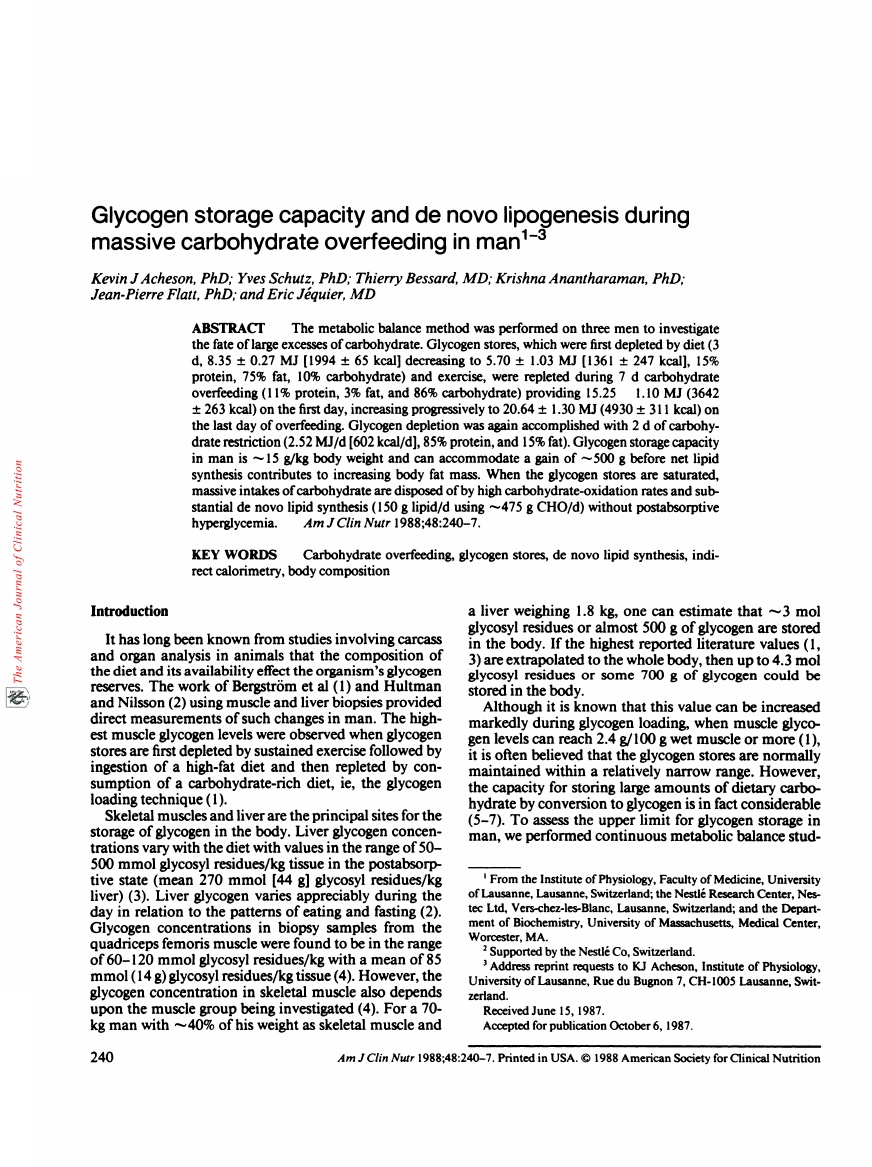 Glycogen storage capacity and de novo lipogenesis during
massive carbohydrate overfeeding in man1-3
Kevin J Acheson, PhD; Yves Schutz, PhD; Thierry Bessard, MD; Krishna Anantharaman, PhD;
Jean-Pierre Flatt, PhD; and Eric Jéquier, MD
ABSTRACT The metabolic balance method was performed on three men to investigate
the fate of large excesses of carbohydrate. Glycogen stores, which were first depleted by diet (3
d, 8.35 ± 0.27 MJ [1994 ± 65 kcal] decreasing to 5.70 ± 1.03 MJ [1361 ± 247 kcal], 15%
protein, 75% fat, 10% carbohydrate) and exercise, were repleted during 7 d carbohydrate
overfeeding (11% protein, 3% fat, and 86% carbohydrate) providing 15.25 1.10 MJ (3642
± 263 kcal) on the first day, increasing progressively to 20.64 ± 1.30 MJ (4930 ± 311 kcal) on
the last day of overfeeding. Glycogen depletion was again accomplished with 2 d of carbohy-
drate restriction (2.52 MJ/d [602 kcal/d], 85% protein, and 15% fat). Glycogen storage capacity
in man is ~15 g/kg body weight and can accommodate a gain of ~500 g before net lipid
synthesis contributes to increasing body fat mass. When the glycogen stores are saturated,
massive intakes of carbohydrate are disposed of by high carbohydrate-oxidation rates and sub-
stantial de novo lipid synthesis (150 g lipid/d using ~475 g CHO/d) without postabsorptive
hyperglycemia. Am J Clin Nutr 1988;48:240-7.
KEY WORDS Carbohydrate overfeeding, glycogen stores, de novo lipid synthesis, indi-
rect calorimetry, body composition
Introduction
It has long been known from studies involving carcass
and organ analysis in animals that the composition of
the diet and its availability effect the organism's glycogen
reserves. The work of Bergström et al (1) and Hultman
and Nilsson (2) using muscle and liver biopsies provided
direct measurements of such changes in man. The high-
est muscle glycogen levels were observed when glycogen
stores are first depleted by sustained exercise followed by
ingestion of a high-fat diet and then repleted by con-
sumption of a carbohydrate-rich diet, ie, the glycogen
loading technique (1).
Skeletal muscles and liver are the principal sites for the
storage of glycogen in the body. Liver glycogen concen-
trations vary with the diet with values in the range of 50-
500 mmol glycosyl residues/kg tissue in the postabsorp-
tive state (mean 270 mmol [44 g] glycosyl residues/kg
liver) (3). Liver glycogen varies appreciably during the
day in relation to the patterns of eating and fasting (2).
Glycogen concentrations in biopsy samples from the
quadriceps femoris muscle were found to be in the range
of 60-120 mmol glycosyl residues/kg with a mean of 85
mmol (14 g) glycosyl residues/kg tissue (4). However, the
glycogen concentration in skeletal muscle also depends
upon the muscle group being investigated (4). For a 70-
kg man with ~40% of his weight as skeletal muscle and
a liver weighing 1.8 kg, one can estimate that ~3 mol
glycosyl residues or almost 500 g of glycogen are stored
in the body. If the highest reported literature values (1,
3) are extrapolated to the whole body, then up to 4.3 mol
glycosyl residues or some 700 g of glycogen could be
stored in the body.
Although it is known that this value can be increased
markedly during glycogen loading, when muscle glyco-
gen levels can reach 2.4 g/100 g wet muscle or more (1),
it is often believed that the glycogen stores are normally
maintained within a relatively narrow range. However,
the capacity for storing large amounts of dietary carbo-
hydrate by conversion to glycogen is in fact considerable
(5-7). To assess the upper limit for glycogen storage in
man, we performed continuous metabolic balance stud-
1 From the Institute of Physiology, Faculty of Medicine, University
of Lausanne, Lausanne, Switzerland; the Nestlé Research Center, Nes-
tec Ltd, Vers-chez-les-Blanc, Lausanne, Switzerland; and the Depart-
ment of Biochemistry, University of Massachusetts, Medical Center,
Worcester, MA.
2 Supported by the Nestlé Co, Switzerland.
3 Address reprint requests to KJ Acheson, Institute of Physiology,
University of Lausanne, Rue du Bugnon 7, CH-1005 Lausanne, Swit-
zerland.
Received June 15, 1987.
Accepted for publication October 6, 1987.
240
Am J Clin Nutr 1988;48:240-7. Printed in USA. © 1988 American Society for Clinical Nutrition
The American Journal of Clinical Nutrition